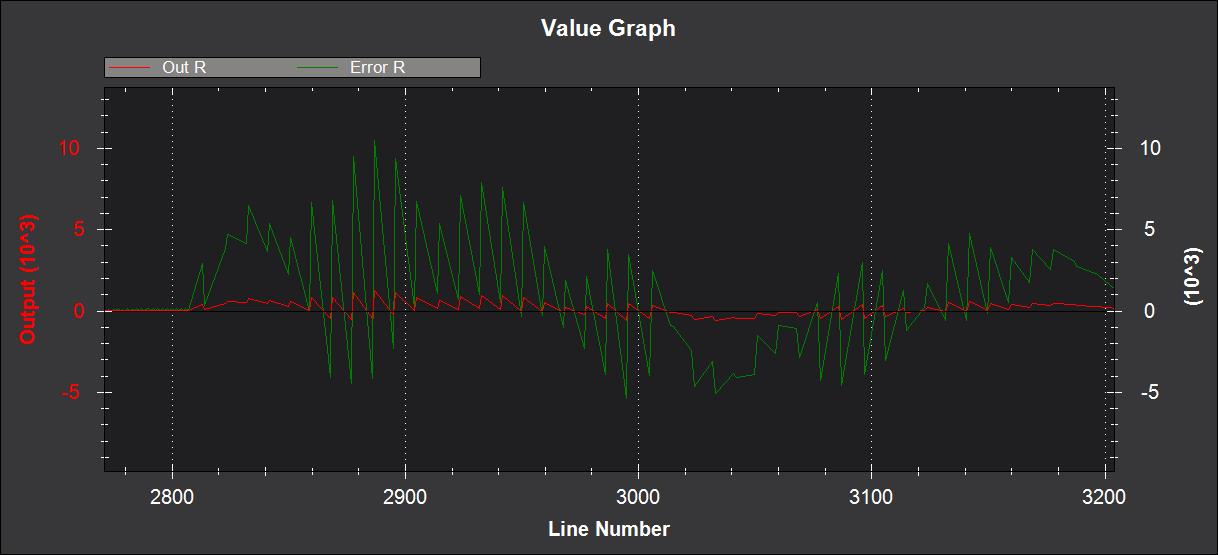 Value Graph
Out R Error R
10 10
5 5
0 0
-5 -5
Output (10^3)
(10^3)
2800 2900 3000 3100 3200
Line Number